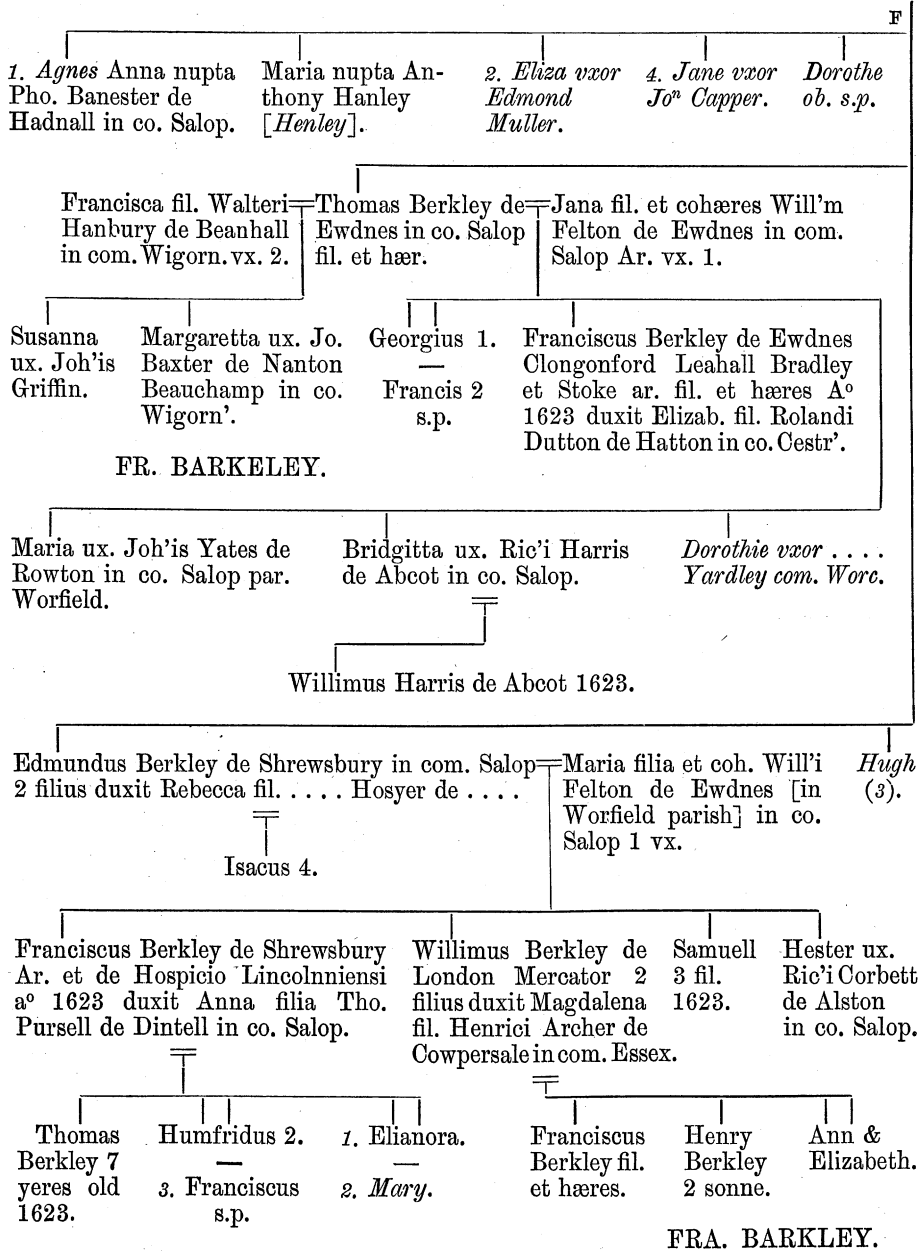 F
1. Agnes Anna nupta
Pho. Banester de
Hadnall in co. Salop.
Maria nupta An-
thony Hanley
[Henley].
2. Eliza vxor
Edmond
Muller.
4. Jane vxor
Joⁿ Capper.
Dorothe
ob. s.p.
Francisca fil. Walteri
Hanbury de Beanhall
in com. Wigorn. vx. 2.
Thomas Berkley de
Ewdnes in co. Salop
fil. et hær.
Jana fil. et cohæres Will'm
Felton de Ewdnes in com.
Salop Ar. vx. 1.
Susanna
ux. Joh'is
Griffin.
Margaretta ux. Jo.
Baxter de Nanton
Beauchamp in co.
Wigorn'.
Georgius 1.
—
Francis 2
s.p.
Franciscus Berkley de Ewdnes
Clongonford Leahall Bradley
et Stoke ar. fil. et hæres Aº
1623 duxit Elizab. fil. Rolandi
Dutton de Hatton in co. Cestr'.
FR. BARKELEY.
Maria ux. Joh'is Yates de
Rowton in co. Salop par.
Worfield.
Bridgitta ux. Ric'i Harris
de Abcot in co. Salop.
Dorothie vxor . . . .
Yardley com. Worc.
Willimus Harris de Abcot 1623.
Edmundus Berkley de Shrewsbury in com. Salop
2 filius duxit Rebecca fil. . . . . . Hosyer de . . . .
Maria filia et coh. Will'i
Felton de Ewdnes [in
Worfield parish] in co.
Salop 1 vx.
Hugh
(3).
Isacus 4.
Franciscus Berkley de Shrewsbury
Ar. et de Hospicio Lincolnniensi
aº 1623 duxit Anna filia Tho.
Pursell de Dintell in co. Salop.
Willimus Berkley de
London Mercator 2
filius duxit Magdalena
fil. Henrici Archer de
Cowpersale in com. Essex.
Samuell
3 fil.
1623.
Hester ux.
Ric'i Corbett
de Alston
in co. Salop.
Thomas
Berkley 7
yeres old
1623.
Humfridus 2.
—
3. Franciscus
s.p.
1. Elianora.
—
2. Mary.
Franciscus
Berkley fil.
et hæres.
Henry
Berkley
2 sonne.
Ann &
Elizabeth.
FRA. BARKLEY.